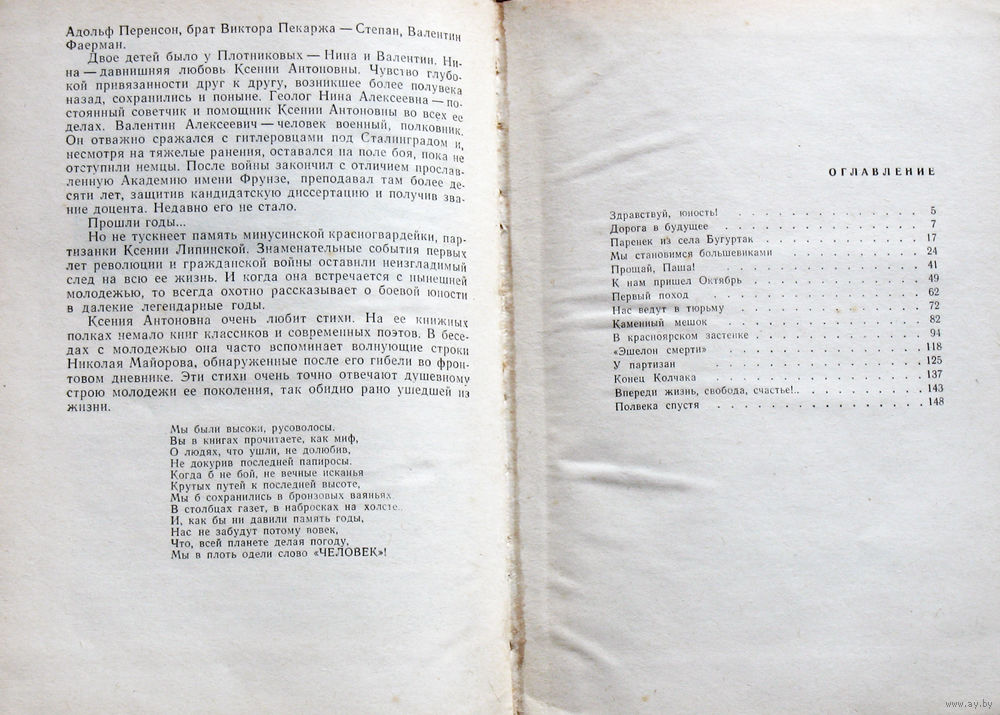 Адольф Перенсон, брат Виктора Пекаржа — Степан, Валентин
Фаерман.
Двое детей было у Плотниковых — Нина и Валентин. Ни-
на — давнишняя любовь Ксении Антоновны. Чувство глубо-
кой привязанности друг к другу, возникшее более полувека
назад, сохранились и поныне. Геолог Нина Алексеевна — по-
стоянный советчик и помощник Ксении Антоновны во всех ее
делах. Валентин Алексеевич — человек военный, полковник.
Он отважно сражался с гитлеровцами под Сталинградом и,
несмотря на тяжелые ранения, оставался на поле боя, пока не
отступили немцы. После войны закончил с отличием прослав-
ленную Академию имени Фрунзе, преподавал там более де-
сяти лет, защитив кандидатскую диссертацию и получив зва-
ние доцента. Недавно его не стало.
Прошли годы...
Но не тускнеет память минусинской красногвардейки, пар-
тизанки Ксении Липинской. Знаменательные события первых
лет революции и гражданской войны оставили неизгладимый
след на всю ее жизнь. И когда она встречается с нынешней
молодежью, то всегда охотно рассказывает о боевой юности
в далекие легендарные годы.
Ксения Антоновна очень любит стихи. На ее книжных
полках немало книг классиков и современных поэтов. В бесе-
дах с молодежью она часто вспоминает волнующие строки
Николая Майорова, обнаруженные после его гибели во фрон-
товом дневнике. Эти стихи очень точно отвечают душевному
строю молодежи ее поколения, так обидно рано ушедшей из
жизни.
Мы были высоки, русоволосы.
Вы в книгах прочитаете, как миф,
О людях, что ушли, не долюбив,
Не докурив последней папиросы.
Когда б не бой, не вечные исканья
Крутых путей к последней высоте,
Мы б сохранились в бронзовых ваяньях,
В столбцах газет, в набросках на холсте..
И, как бы ни давили память годы,
Нас не забудут потому вовек,
Что, всей планете делая погоду,
Мы в плоть одели слово «ЧЕЛОВЕК»!
ОГЛАВЛЕНИЕ
Здравствуй, юность! . . . . . . . . . . . 5
Дорога в будущее . . . . . . . . . . . 7
Паренек из села Бугуртак . . . . . . . . . 17
Мы становимся большевиками . . . . . . . . 24
Прощай, Паша! . . . . . . . . . . . 41
К нам пришел Октябрь . . . . . . . . . 49
Первый поход . . . . . . . . . . . 62
Нас ведут в тюрьму . . . . . . . . . . 72
Каменный мешок . . . . . . . . . . . 82
В красноярском застенке . . . . . . . . . 94
«Эшелон смерти» . . . . . . . . . . . 118
У партизан . . . . . . . . . . . . 125
Конец Колчака . . . . . . . . . . . 137
Впереди жизнь, свобода, счастье!.. . . . . . . . 143
Полвека спустя . . . . . . . . . . . 148
www.ay.by